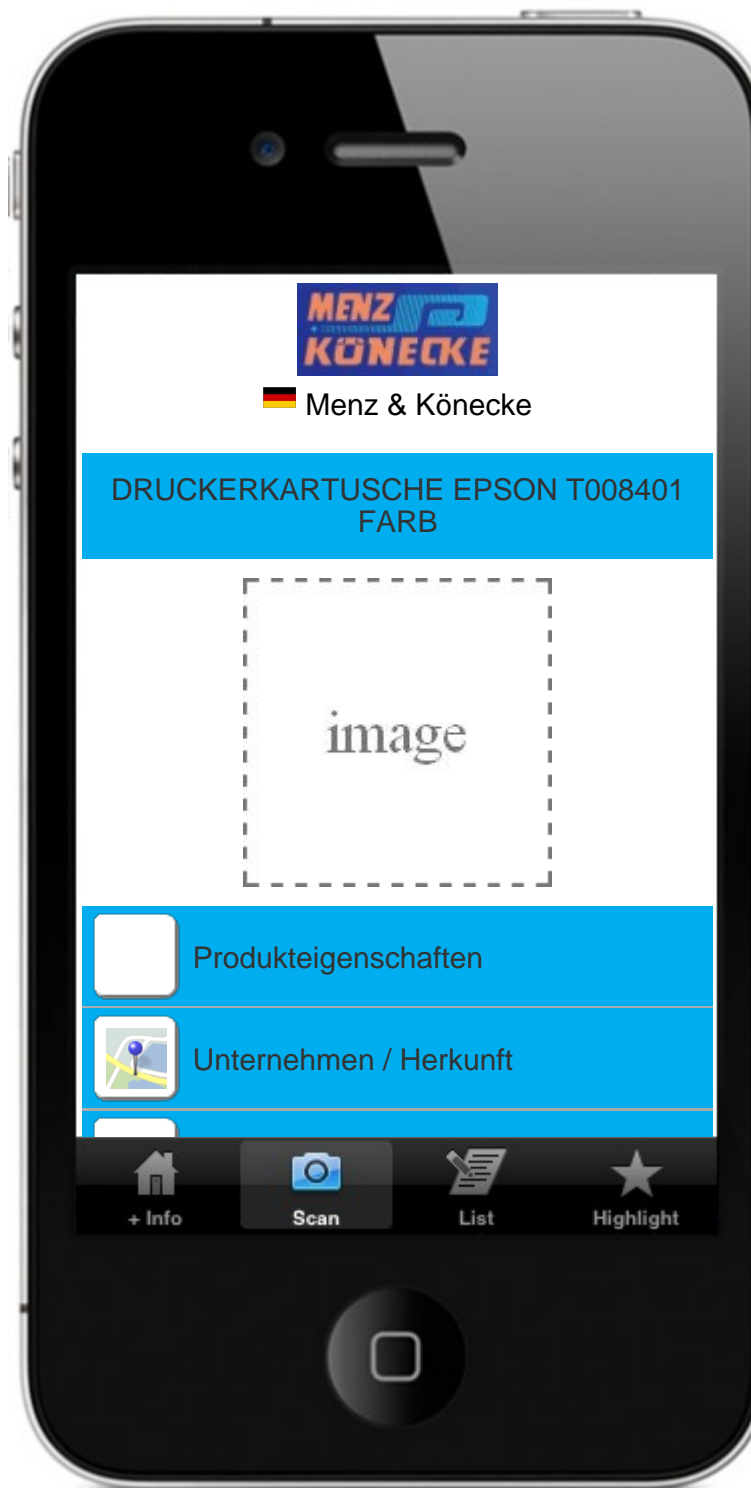 MENZ
KÖNECKE
Menz & Könecke
DRUCKERKARTUSCHE EPSON T008401
FARB
image
Produkteigenschaften
Unternehmen / Herkunft
+ Info
Scan
List
Highlight